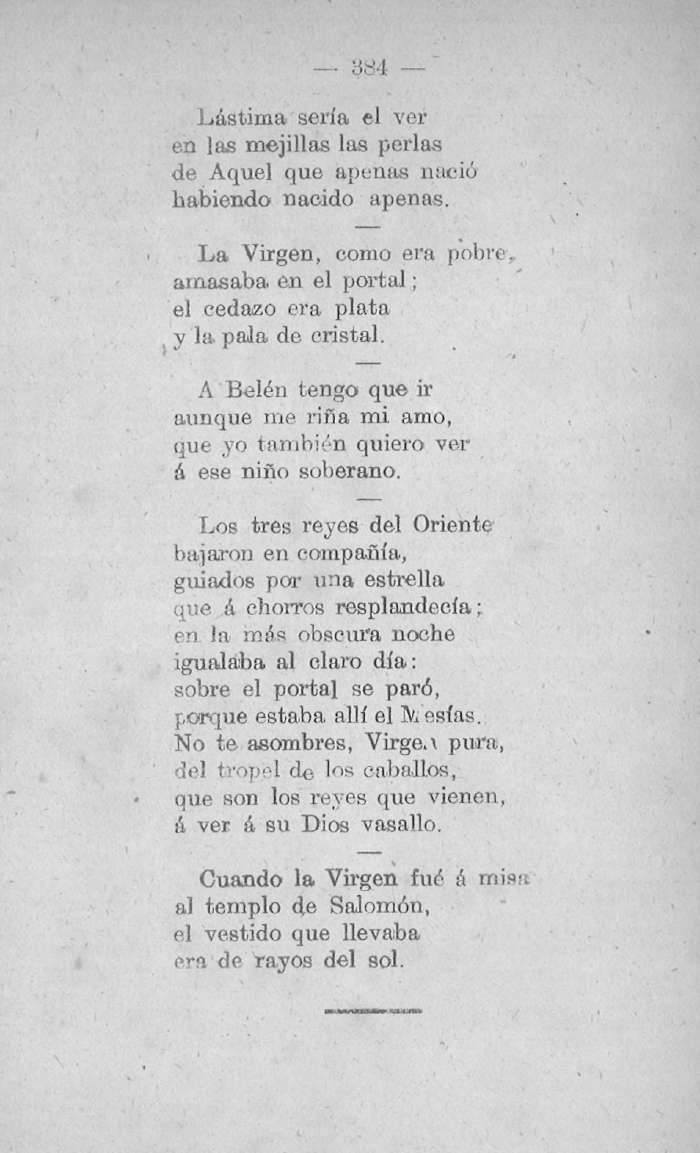 — 384 —
Lástima sería el ver
en las mejillas las perlas
de Aquel que apenas nació
habiendo nacido apenas.
La Virgen, como era pobre,
amasaba en el portal;
el cedazo era plata
y la pala de cristal.
A Belén tengo que ir
aunque me riña mi amo,
que yo también quiero ver
á ese niño soberano.
Los tres reyes del Oriente
bajaron en compañía,
guiados por una estrella
que á chorros resplandecía;
en la más obscura noche
igualaba al claro día:
sobre el portal se paró,
porque estaba allí el Mesías.
No te asombres, Virgen pura,
del tropel de los caballos,
que son los reyes que vienen,
á ver á su Dios vasallo.
Cuando la Virgen fué á misa
al templo de Salomón,
el vestido que llevaba
era de rayos del sol.